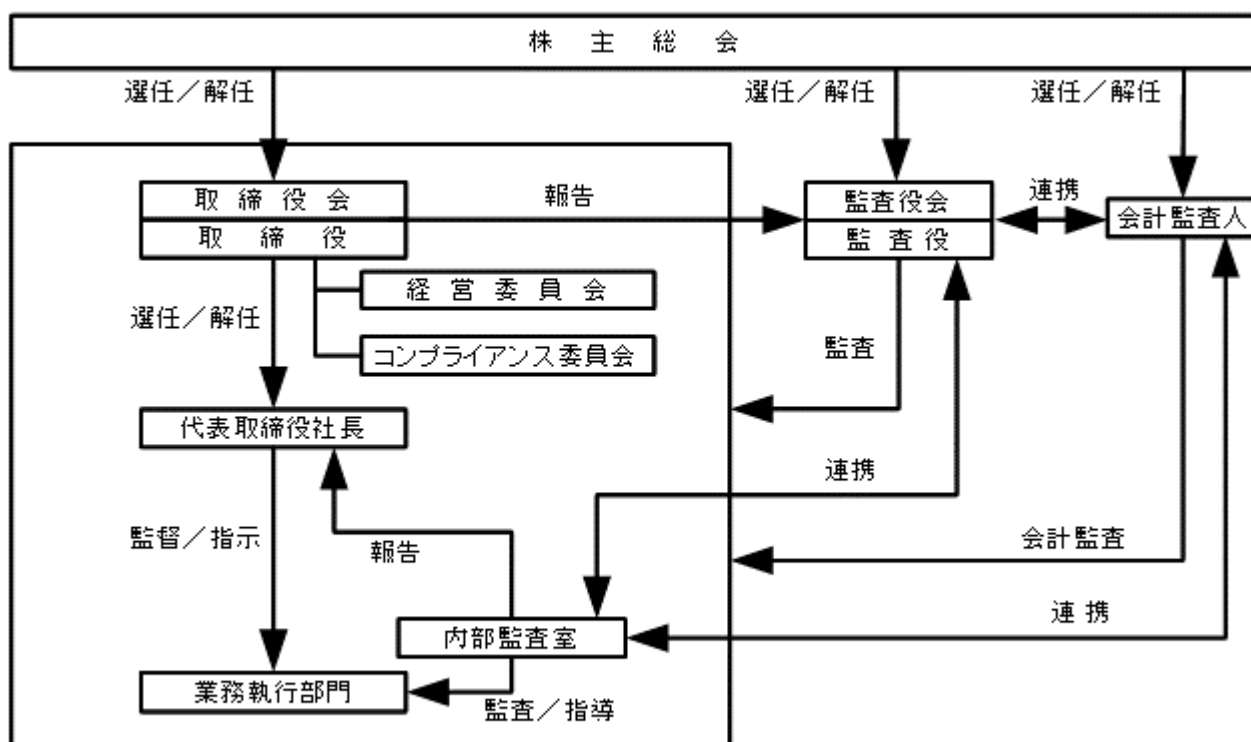 株主総会
選任／解任
選任／解任
選任／解任
取締役会
取締役
報告
監査役会
監査役
連携
会計監査人
経営委員会
選任／解任
コンプライアンス委員会
監査
代表取締役社長
連携
監督／指示
報告
会計監査
連携
内部監査室
業務執行部門
監査／指導